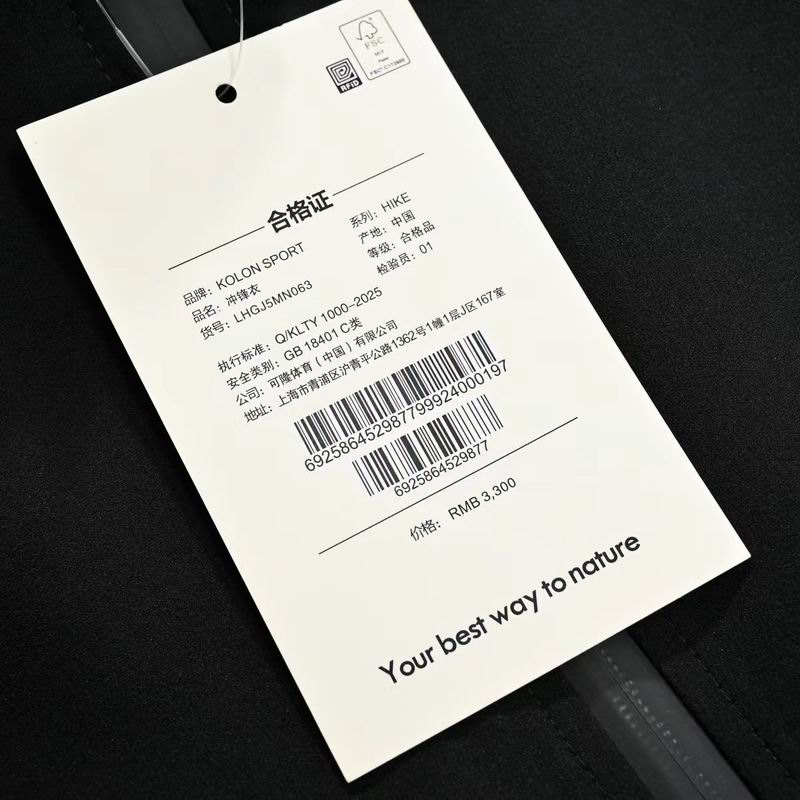 FSC
MIX
Paper
FSC® C172800
RFID
合格证
品牌：KOLON SPORT
系列：HIKE
品名：冲锋衣
产地：中国
货号：LHGJ5MN063
等级：合格品
检验员：01
执行标准：Q/KLTY 1000-2025
安全类别：GB 18401 C类
公司：可隆体育（中国）有限公司
地址：上海市青浦区沪青平公路1362号1幢1层J区167室
692586452987799924000197
6925864529877
价格：RMB 3,300
Your best way to nature